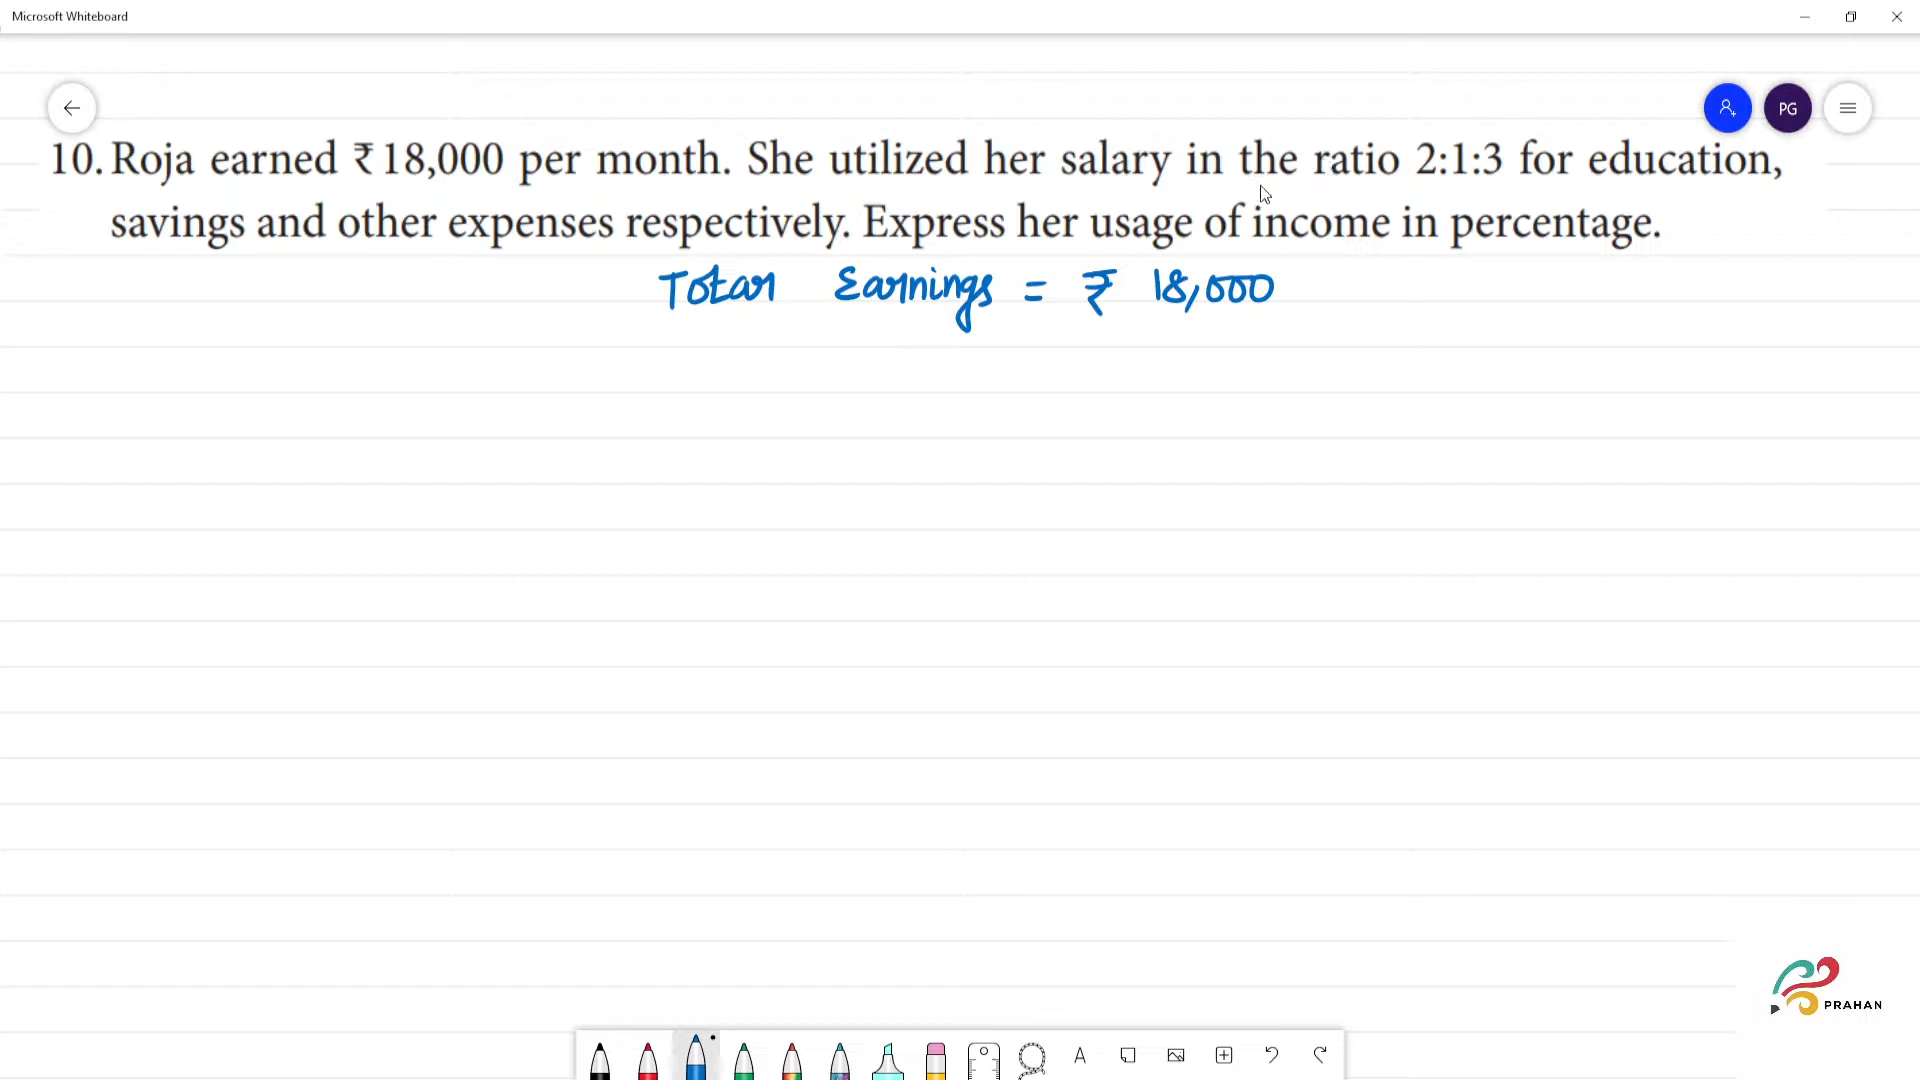 Microsoft Whiteboard
PG
10. Roja earned ₹ 18,000 per month. She utilized her salary in the ratio 2:1:3 for education,
savings and other expenses respectively. Express her usage of income in percentage.
Total Earnings = ₹ 18,000
PRAHAN
A